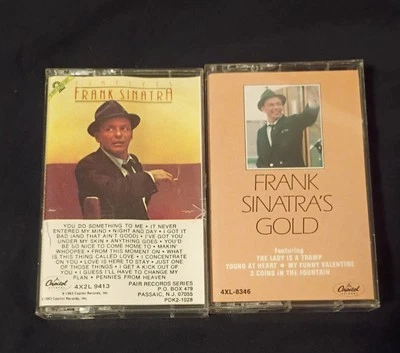 2
TIMELESS
FRANK SINATRA
YOU DO SOMETHING TO ME • IT NEVER
ENTERED MY MIND • NIGHT AND DAY • I GOT IT
BAD (AND THAT AIN'T GOOD) • I'VE GOT YOU
UNDER MY SKIN • ANYTHING GOES • YOU'D
BE SO NICE TO COME HOME TO • MAKIN'
WHOOPEE • FROM THIS MOMENT ON • WHAT
IS THIS THING CALLED LOVE • I CONCENTRATE
ON YOU • LOVE IS HERE TO STAY • JUST ONE
OF THOSE THINGS • I GET A KICK OUT OF
YOU • I GUESS I'LL HAVE TO CHANGE MY
PLAN • PENNIES FROM HEAVEN
Capitol
4X2L 9413
PAIR RECORDS SERIES
P.O. BOX 479
PASSAIC, N.J. 07055
PDK2-1028
FRANK
SINATRA'S
GOLD
Featuring
THE LADY IS A TRAMP
YOUNG AT HEART • MY FUNNY VALENTINE
3 COINS IN THE FOUNTAIN
4XL-8346
Capitol